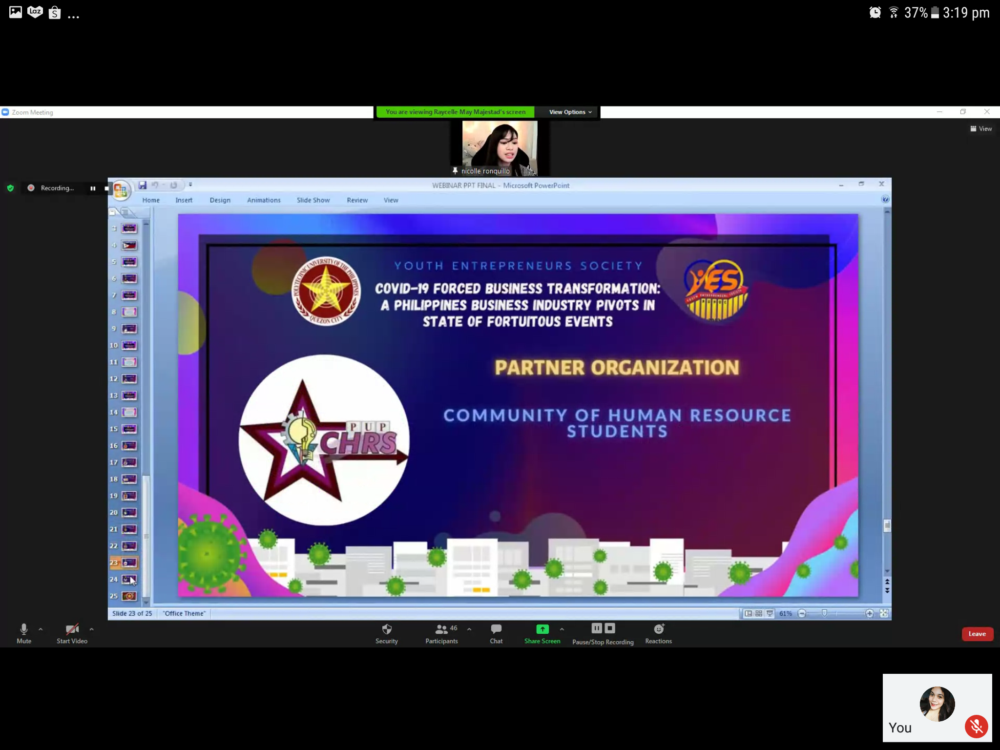 Laz
S
...
37%
3:19 pm
Zoom Meeting
You are viewing Raycelle May Majestad's screen
View Options
View
nicolle ronquillo
Recording...
WEBINAR PPT FINAL - Microsoft PowerPoint
Home
Insert
Design
Animations
Slide Show
Review
View
POLYTECHNIC UNIVERSITY OF THE PHILIPPINES
QUEZON CITY
YOUTH ENTREPRENEURS SOCIETY
COVID-19 FORCED BUSINESS TRANSFORMATION:
A PHILIPPINES BUSINESS INDUSTRY PIVOTS IN
STATE OF FORTUITOUS EVENTS
YES
YOUTH ENTREPRENEURS SOCIETY
PUPQC
PARTNER ORGANIZATION
COMMUNITY OF HUMAN RESOURCE
STUDENTS
PUP
CHRS
3
4
5
6
7
8
9
10
11
12
13
14
15
16
17
18
19
20
21
22
23
24
25
Slide 23 of 25
"Office Theme"
61%
Mute
Start Video
Security
46
Participants
Chat
Share Screen
Pause/Stop Recording
Reactions
Leave
You